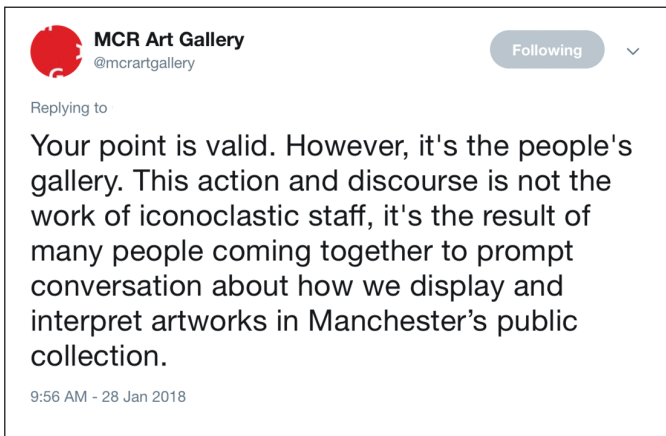 MCR Art Gallery
@mcrartgallery
Following
Replying to
Your point is valid. However, it's the people's
gallery. This action and discourse is not the
work of iconoclastic staff, it's the result of
many people coming together to prompt
conversation about how we display and
interpret artworks in Manchester’s public
collection.
9:56 AM - 28 Jan 2018